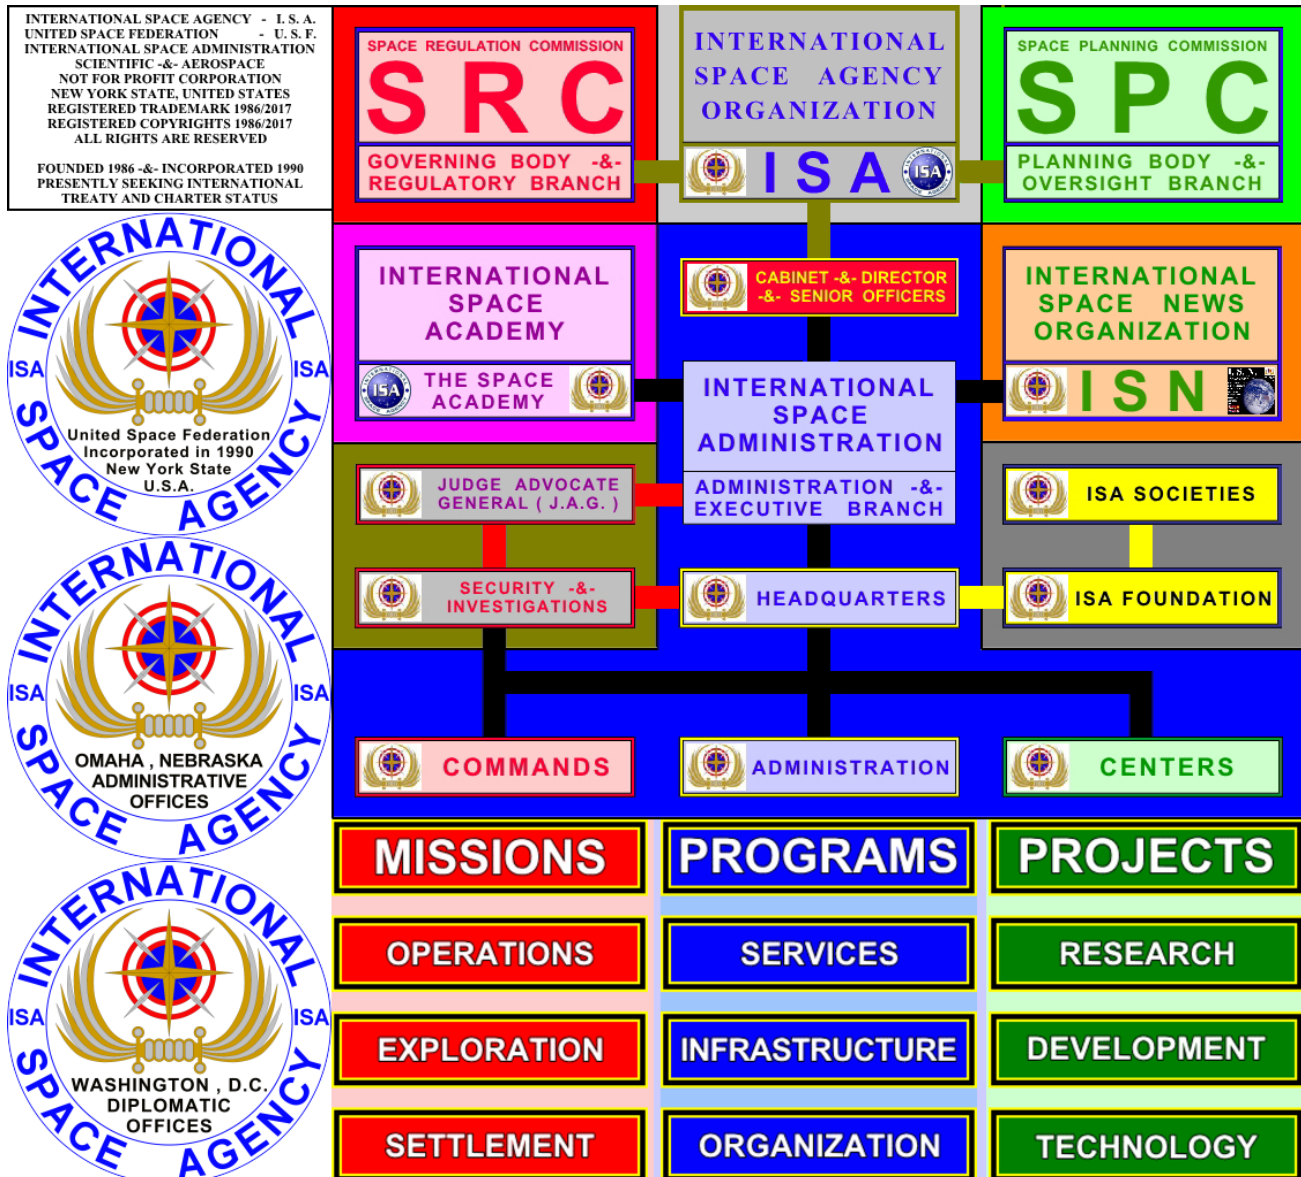 INTERNATIONAL SPACE AGENCY - I. S. A.
UNITED SPACE FEDERATION - U. S. F.
INTERNATIONAL SPACE ADMINISTRATION
SCIENTIFIC -&- AEROSPACE
NOT FOR PROFIT CORPORATION
NEW YORK STATE, UNITED STATES
REGISTERED TRADEMARK 1986/2017
REGISTERED COPYRIGHTS 1986/2017
ALL RIGHTS ARE RESERVED
FOUNDED 1986 -&- INCORPORATED 1990
PRESENTLY SEEKING INTERNATIONAL
TREATY AND CHARTER STATUS
SPACE REGULATION COMMISSION
S R C
GOVERNING BODY -&-
REGULATORY BRANCH
INTERNATIONAL
SPACE AGENCY
ORGANIZATION
I S A
INTERNATIONAL
ISA
SPACE AGENCY
SPACE PLANNING COMMISSION
S P C
PLANNING BODY -&-
OVERSIGHT BRANCH
INTERNATIONAL
ISA ISA
SPACE AGENCY
United Space Federation
Incorporated in 1990
New York State
U.S.A.
INTERNATIONAL
SPACE
ACADEMY
INTERNATIONAL
ISA
SPACE AGENCY
THE SPACE
ACADEMY
CABINET -&- DIRECTOR
-&- SENIOR OFFICERS
INTERNATIONAL
SPACE
ADMINISTRATION
ADMINISTRATION -&-
EXECUTIVE BRANCH
INTERNATIONAL
SPACE NEWS
ORGANIZATION
I S N
I.S.A.
JUDGE ADVOCATE
GENERAL ( J.A.G. )
ISA SOCIETIES
SECURITY -&-
INVESTIGATIONS
HEADQUARTERS
ISA FOUNDATION
INTERNATIONAL
ISA ISA
SPACE AGENCY
OMAHA , NEBRASKA
ADMINISTRATIVE
OFFICES
COMMANDS
ADMINISTRATION
CENTERS
INTERNATIONAL
ISA ISA
SPACE AGENCY
WASHINGTON , D.C.
DIPLOMATIC
OFFICES
MISSIONS
PROGRAMS
PROJECTS
OPERATIONS
SERVICES
RESEARCH
EXPLORATION
INFRASTRUCTURE
DEVELOPMENT
SETTLEMENT
ORGANIZATION
TECHNOLOGY